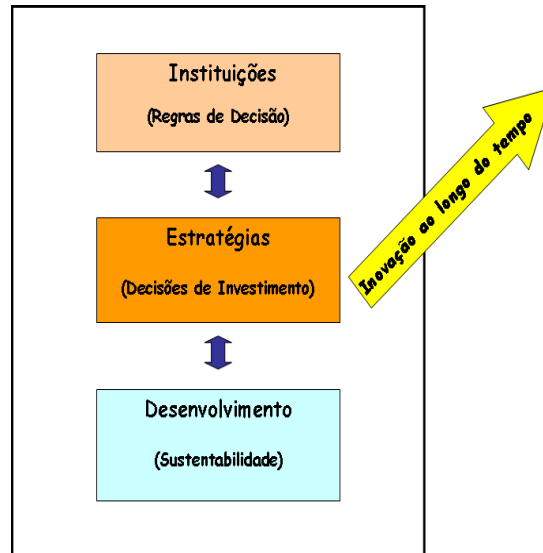 Instituições
(Regras de Decisão)
Estratégias
(Decisões de Investimento)
Inovação ao longo do tempo
Desenvolvimento
(Sustentabilidade)